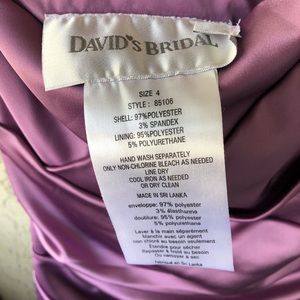 DAVID'S BRIDAL
SIZE 4
STYLE : 85106
SHELL: 97%POLYESTER
3% SPANDEX
LINING: 95%POLYESTER
5% POLYURETHANE
HAND WASH SEPARATELY
ONLY NON-CHLORINE BLEACH AS NEEDED
LINE DRY
COOL IRON AS NEEDED
OR DRY CLEAN
MADE IN SRI LANKA
enveloppe: 97% polyester
3% élasthanne
doublure: 95% polyester
5% polyuréthane
Laver à la main séparément
blanchir avec un agent
non chloré au besoin seulement
Pendre pour sécher
Repasser à froid au besoin
Ou nettoyer à sec
Fabriqué en Sri Lanka